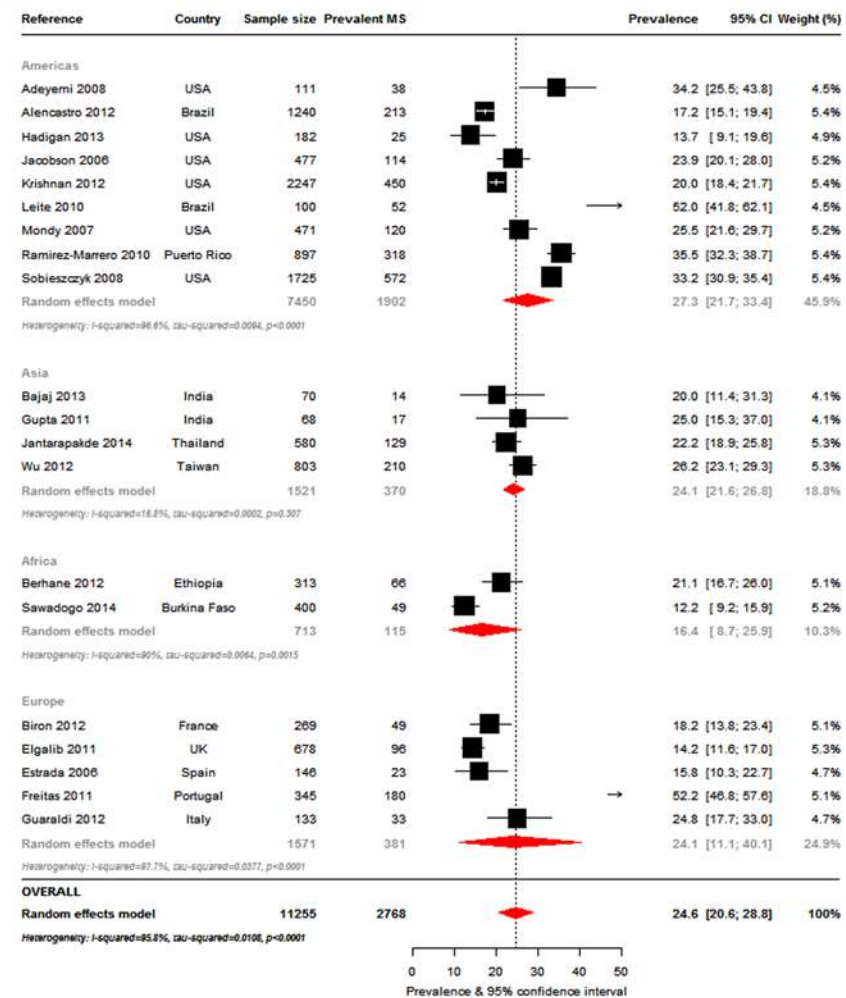 Reference Country Sample size Prevalent MS Prevalence 95% CI Weight (%)
Americas
Adeyemi 2008 USA 111 38 34.2 [25.5; 43.8] 4.5%
Alencastro 2012 Brazil 1240 213 17.2 [15.1; 19.4] 5.4%
Hadigan 2013 USA 182 25 13.7 [ 9.1; 19.6] 4.9%
Jacobson 2006 USA 477 114 23.9 [20.1; 28.0] 5.2%
Krishnan 2012 USA 2247 450 20.0 [18.4; 21.7] 5.4%
Leite 2010 Brazil 100 52 52.0 [41.8; 62.1] 4.5%
Mondy 2007 USA 471 120 25.5 [21.6; 29.7] 5.2%
Ramirez-Marrero 2010 Puerto Rico 897 318 35.5 [32.3; 38.7] 5.4%
Sobieszczyk 2008 USA 1725 572 33.2 [30.9; 35.4] 5.4%
Random effects model 7450 1902 27.3 [21.7; 33.4] 45.9%
Heterogeneity: I-squared=96.6%, tau-squared=0.0094, p<0.0001
Asia
Bajaj 2013 India 70 14 20.0 [11.4; 31.3] 4.1%
Gupta 2011 India 68 17 25.0 [15.3; 37.0] 4.1%
Jantarapakde 2014 Thailand 580 129 22.2 [18.9; 25.8] 5.3%
Wu 2012 Taiwan 803 210 26.2 [23.1; 29.3] 5.3%
Random effects model 1521 370 24.1 [21.6; 26.8] 18.8%
Heterogeneity: I-squared=16.8%, tau-squared=0.0002, p=0.307
Africa
Berhane 2012 Ethiopia 313 66 21.1 [16.7; 26.0] 5.1%
Sawadogo 2014 Burkina Faso 400 49 12.2 [ 9.2; 15.9] 5.2%
Random effects model 713 115 16.4 [ 8.7; 25.9] 10.3%
Heterogeneity: I-squared=90%, tau-squared=0.0064, p=0.0015
Europe
Biron 2012 France 269 49 18.2 [13.8; 23.4] 5.1%
Elgalib 2011 UK 678 96 14.2 [11.6; 17.0] 5.3%
Estrada 2006 Spain 146 23 15.8 [10.3; 22.7] 4.7%
Freitas 2011 Portugal 345 180 52.2 [46.8; 57.6] 5.1%
Guaraldi 2012 Italy 133 33 24.8 [17.7; 33.0] 4.7%
Random effects model 1571 381 24.1 [11.1; 40.1] 24.9%
Heterogeneity: I-squared=97.7%, tau-squared=0.0377, p<0.0001
OVERALL
Random effects model 11255 2768 24.6 [20.6; 28.8] 100%
Heterogeneity: I-squared=95.8%, tau-squared=0.0108, p<0.0001
0 10 20 30 40 50
Prevalence & 95% confidence interval